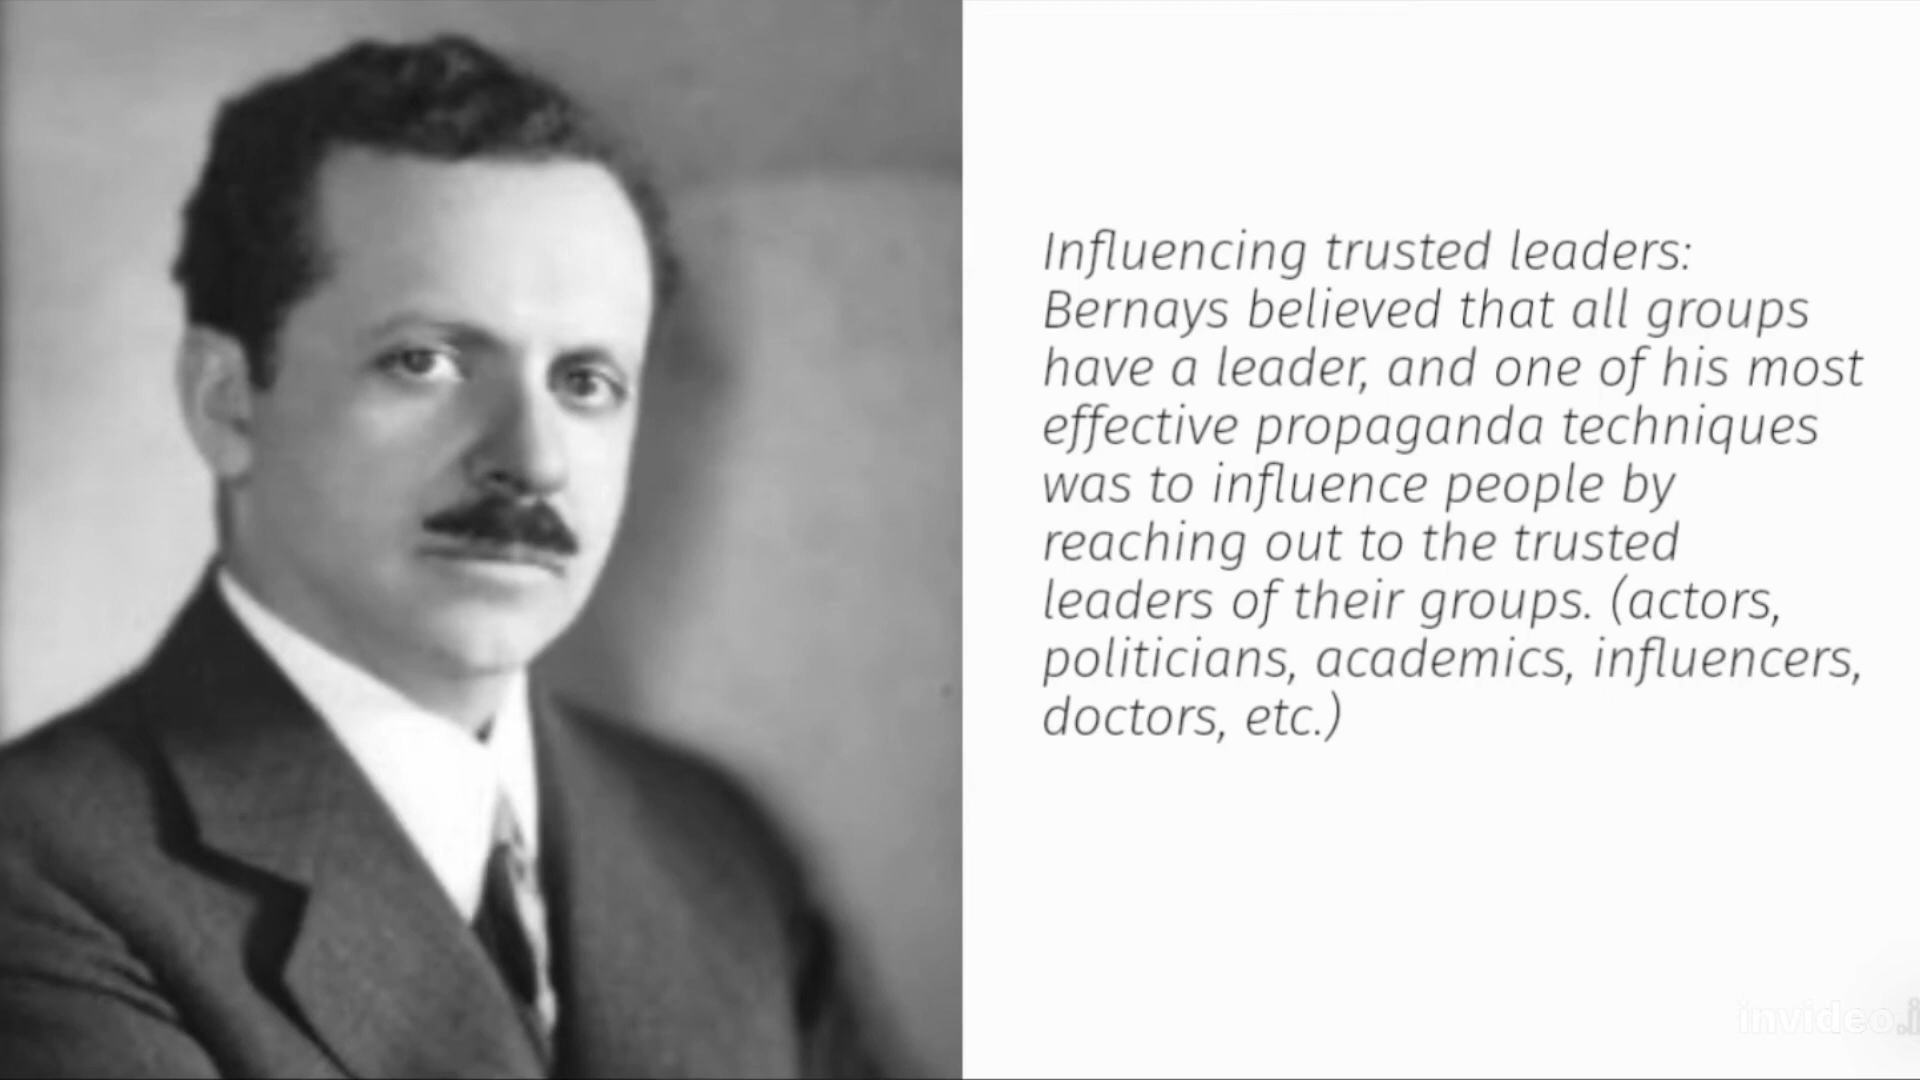 Influencing trusted leaders:
Bernays believed that all groups
have a leader, and one of his most
effective propaganda techniques
was to influence people by
reaching out to the trusted
leaders of their groups. (actors,
politicians, academics, influencers,
doctors, etc.)
invideo.i